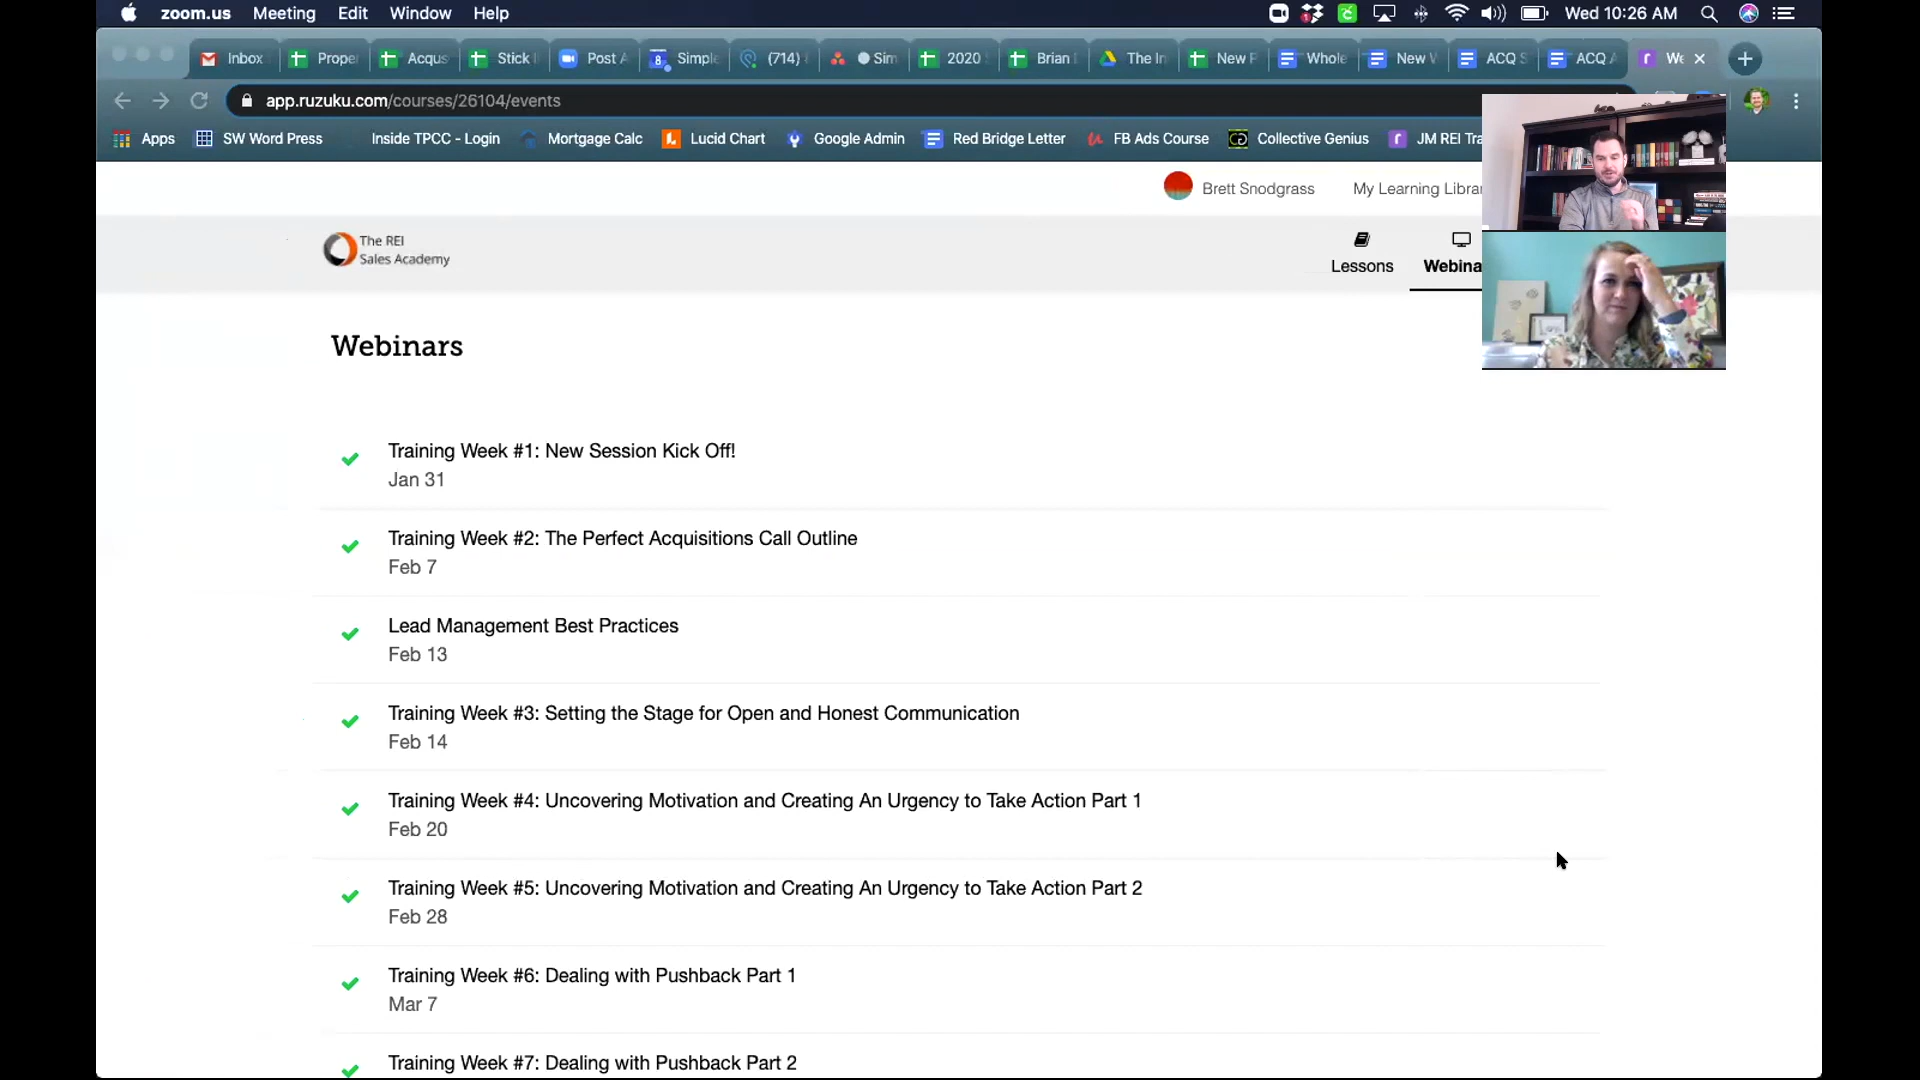 zoom.us Meeting Edit Window Help
Wed 10:26 AM
Inbox Proper Acqus Stick Post A Simple (714) Sim 2020 Brian The In New F Whole New V ACQ S ACQ A We
app.ruzuku.com/courses/26104/events
Apps SW Word Press Inside TPCC - Login Mortgage Calc Lucid Chart Google Admin Red Bridge Letter FB Ads Course Collective Genius JM REI Tra
Brett Snodgrass My Learning Librar
The REI
Sales Academy
Lessons Webina
Webinars
Training Week #1: New Session Kick Off!
Jan 31
Training Week #2: The Perfect Acquisitions Call Outline
Feb 7
Lead Management Best Practices
Feb 13
Training Week #3: Setting the Stage for Open and Honest Communication
Feb 14
Training Week #4: Uncovering Motivation and Creating An Urgency to Take Action Part 1
Feb 20
Training Week #5: Uncovering Motivation and Creating An Urgency to Take Action Part 2
Feb 28
Training Week #6: Dealing with Pushback Part 1
Mar 7
Training Week #7: Dealing with Pushback Part 2